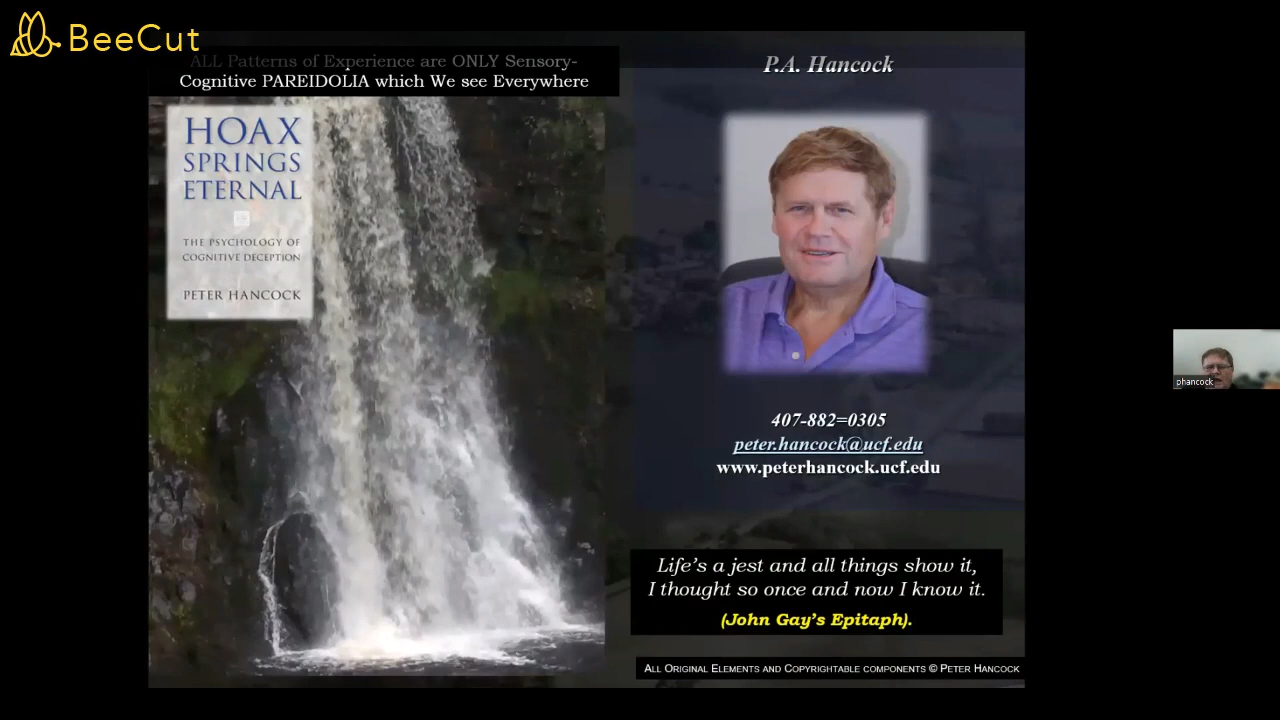 BeeCut
ALL Patterns of Experience are ONLY Sensory-
Cognitive PAREIDOLIA which We see Everywhere
HOAX
SPRINGS
ETERNAL
THE PSYCHOLOGY OF
COGNITIVE DECEPTION
PETER HANCOCK
P.A. Hancock
407-882=0305
peter.hancock@ucf.edu
www.peterhancock.ucf.edu
Life's a jest and all things show it,
I thought so once and now I know it.
(John Gay's Epitaph).
ALL ORIGINAL ELEMENTS AND COPYRIGHTABLE COMPONENTS © PETER HANCOCK
phancock